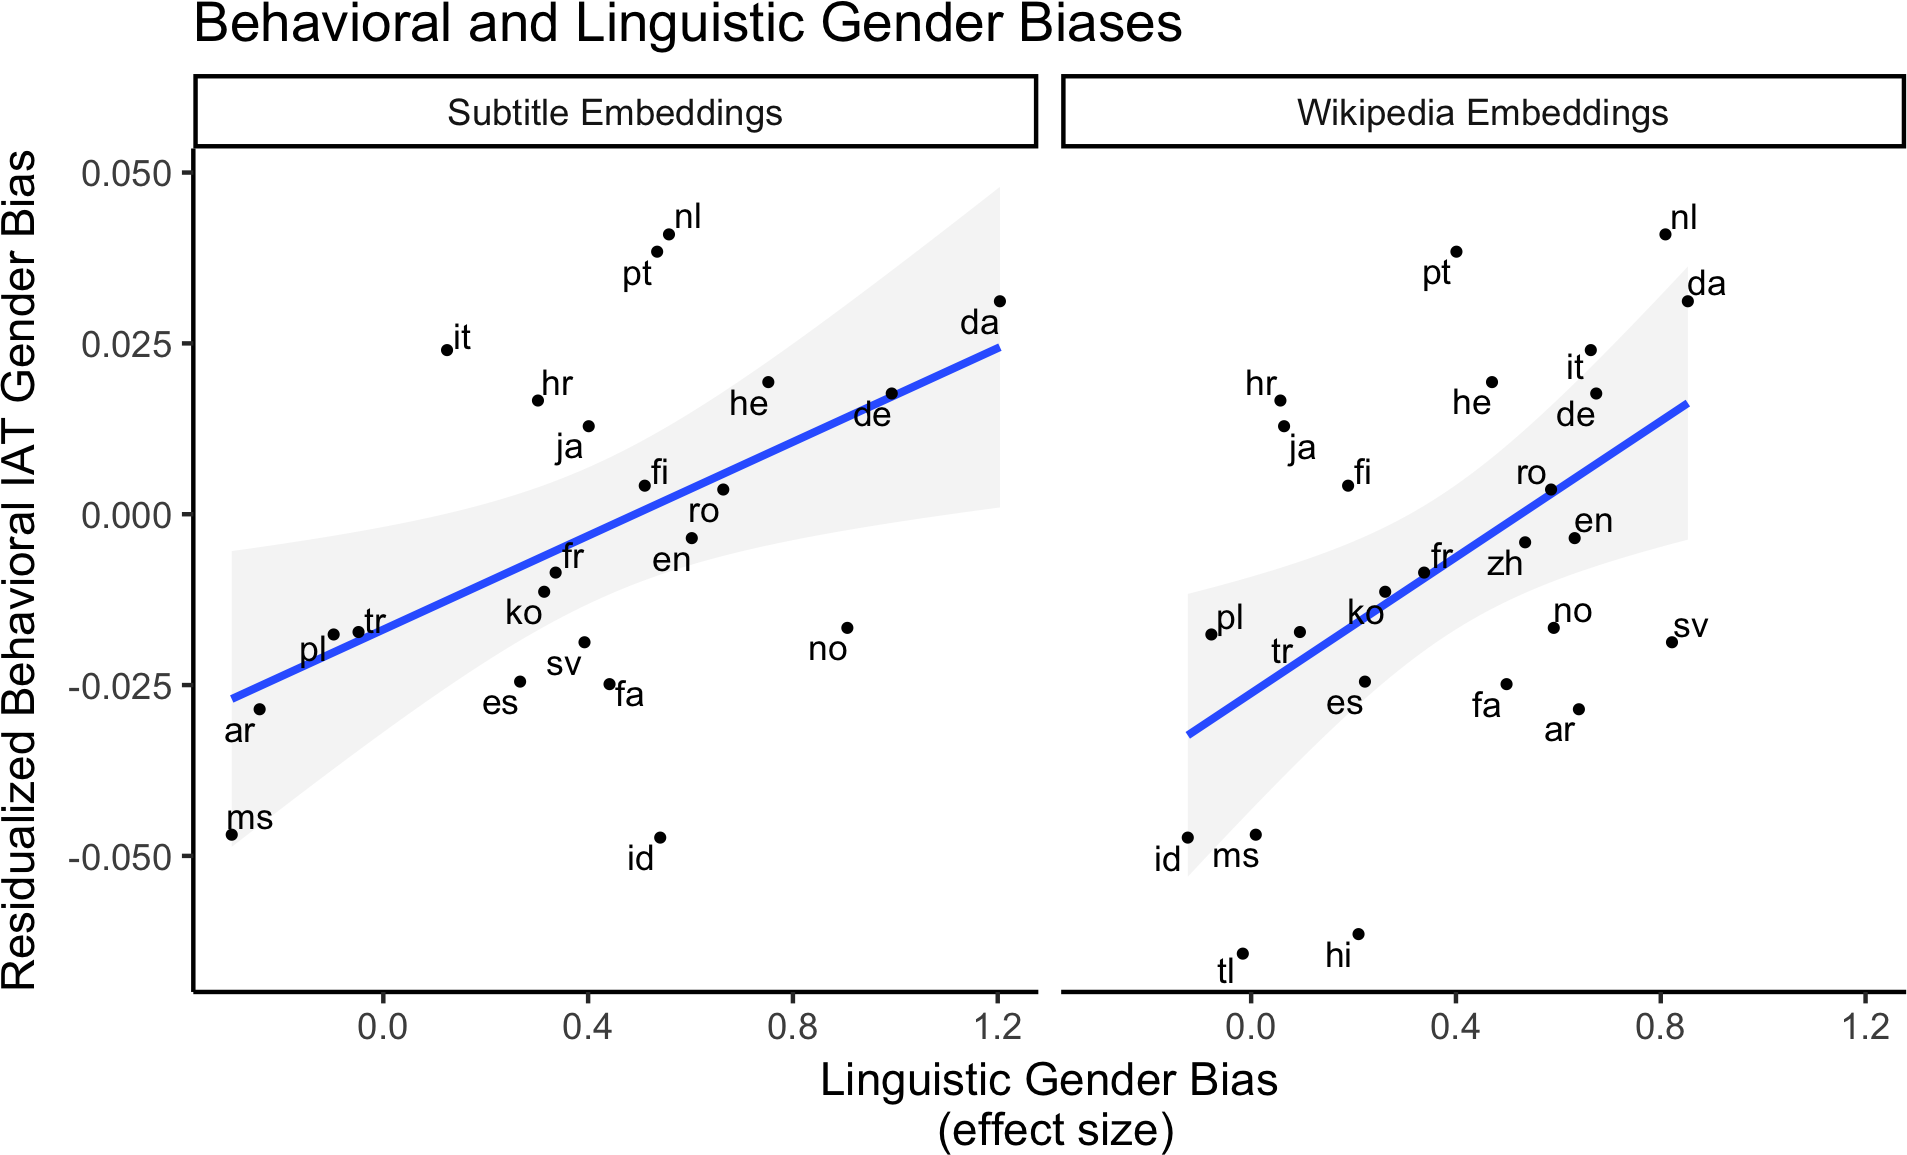 Behavioral and Linguistic Gender Biases
Subtitle Embeddings
Wikipedia Embeddings
Residualized Behavioral IAT Gender Bias
0.050
0.025
0.000
-0.025
-0.050
nl
pt
da
it
hr
he
de
ja
fi
ro
en
fr
ko
tr
pl
sv
no
es
fa
ar
ms
id
nl
pt
da
it
hr
he
de
ja
fi
ro
en
fr
zh
ko
no
pl
sv
tr
es
fa
ar
id
ms
hi
tl
0.0
0.4
0.8
1.2
0.0
0.4
0.8
1.2
Linguistic Gender Bias
(effect size)